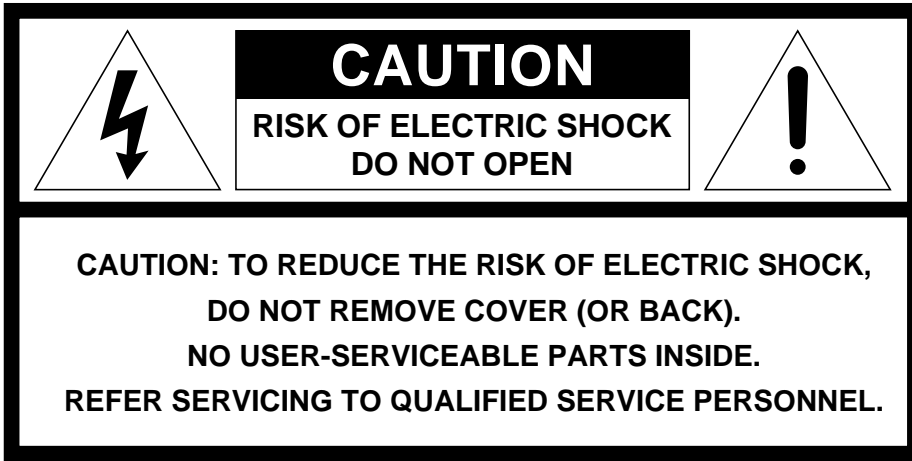 CAUTION
RISK OF ELECTRIC SHOCK
DO NOT OPEN
CAUTION: TO REDUCE THE RISK OF ELECTRIC SHOCK,
DO NOT REMOVE COVER (OR BACK).
NO USER-SERVICEABLE PARTS INSIDE.
REFER SERVICING TO QUALIFIED SERVICE PERSONNEL.